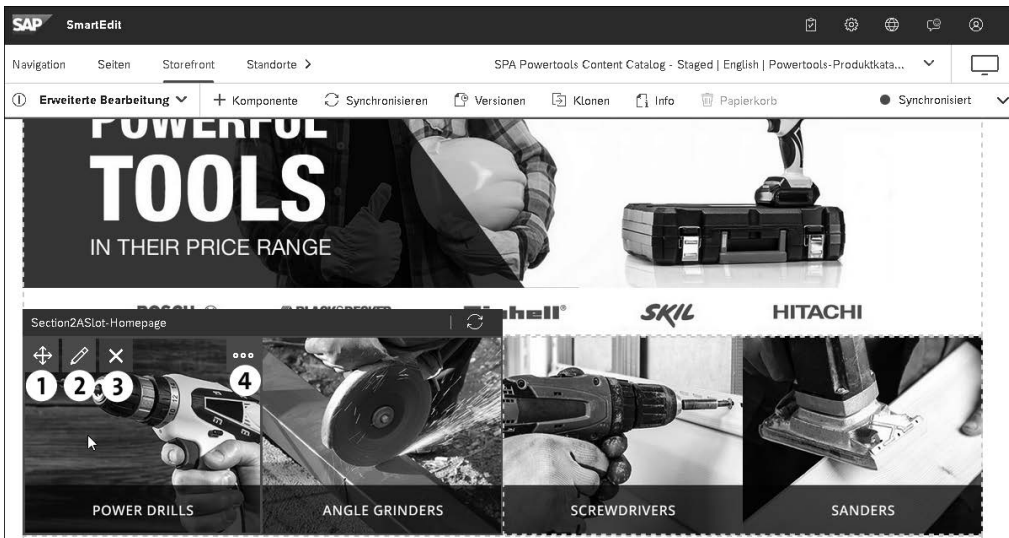 SAP SmartEdit
Navigation Seiten Storefront Standorte > SPA Powertools Content Catalog - Staged | English | Powertools-Produktkata...
Erweiterte Bearbeitung + Komponente Synchronisieren Versionen Klonen Info Papierkorb Synchronisiert
POWERFUL
TOOLS
IN THEIR PRICE RANGE
SKIL HITACHI
Section2ASlot-Homepage
1 2 3 4
POWER DRILLS ANGLE GRINDERS SCREWDRIVERS SANDERS